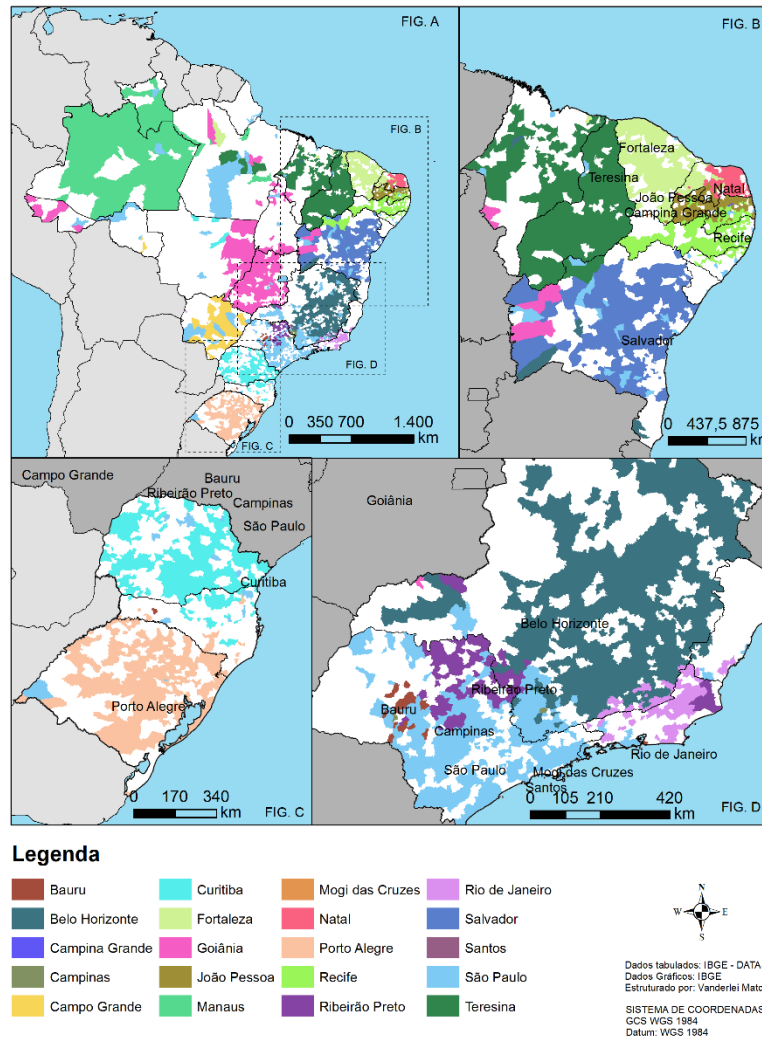 FIG. A
FIG. B
FIG. D
FIG. C
0 350 700 1.400
km
FIG. B
Fortaleza
Teresina
Natal
João Pessoa
Campina Grande
Recife
Salvador
0 437,5 875
km
Campo Grande
Bauru
Ribeirão Preto
Campinas
São Paulo
Curitiba
Porto Alegre
0 170 340
km
FIG. C
Goiânia
Belo Horizonte
Ribeirão Preto
Bauru
Campinas
São Paulo
Rio de Janeiro
Mogi das Cruzes
Santos
0 105 210 420
km
FIG. D
Legenda
Bauru
Belo Horizonte
Campina Grande
Campinas
Campo Grande
Curitiba
Fortaleza
Goiânia
João Pessoa
Manaus
Mogi das Cruzes
Natal
Porto Alegre
Recife
Ribeirão Preto
Rio de Janeiro
Salvador
Santos
São Paulo
Teresina
N
W E
S
Dados tabulados: IBGE - DATA
Dados Gráficos: IBGE
Estruturado por: Vanderlei Mato
SISTEMA DE COORDENADAS
GCS WGS 1984
Datum: WGS 1984